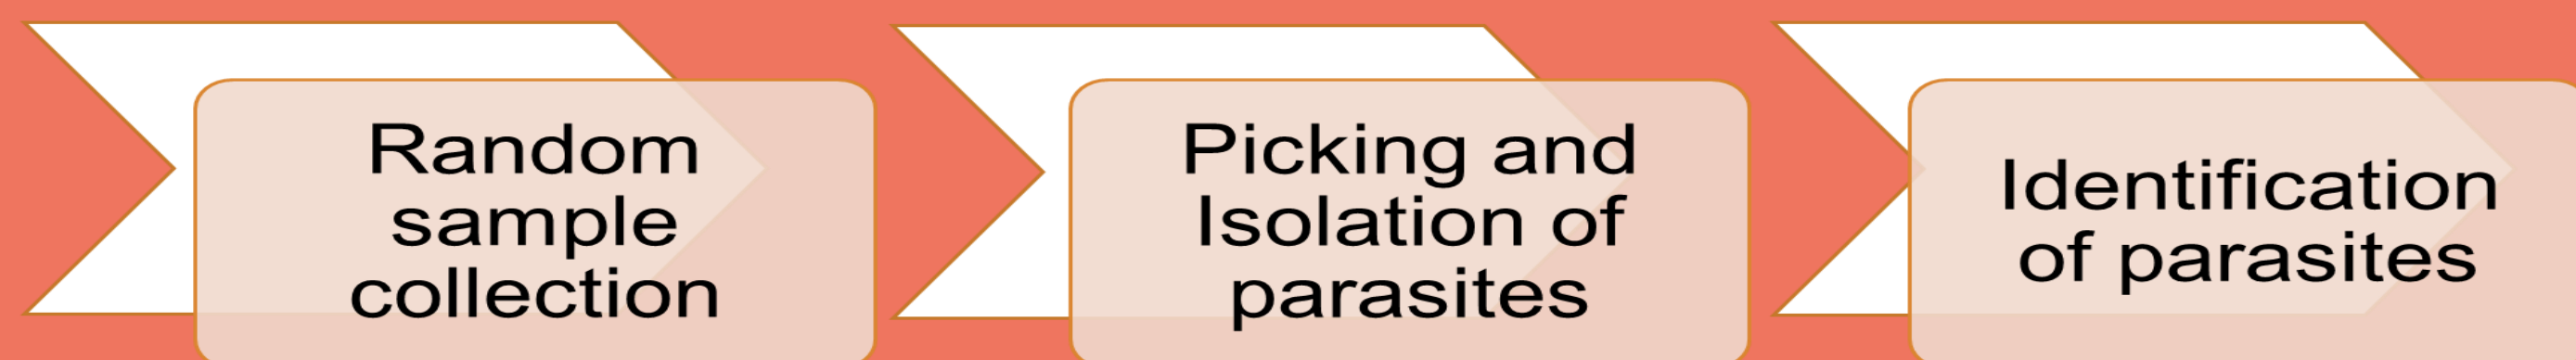 Random
sample
collection
Picking and
Isolation of
parasites
Identification
of parasites